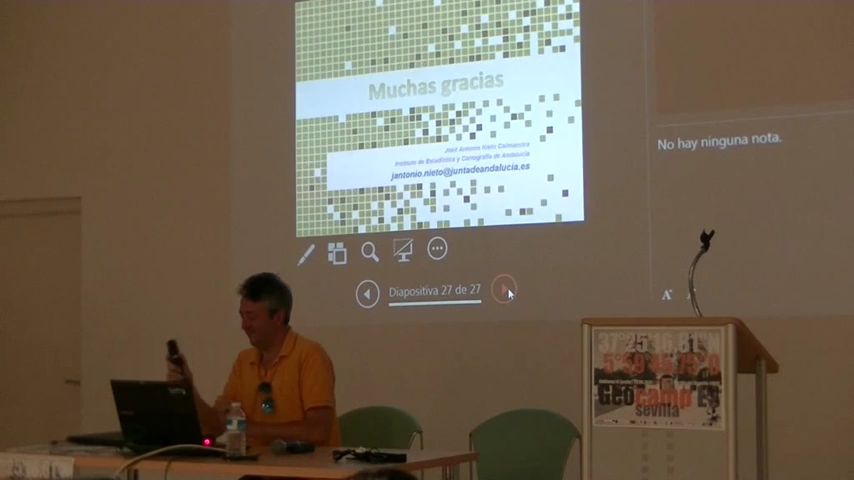 Muchas gracias
José Antonio Nieto Calmaestra
Instituto de Estadística y Cartografía de Andalucía
jantonio.nieto@juntadeandalucia.es
No hay ninguna nota.
Diapositiva 27 de 27
Geocamp ES
sevilla